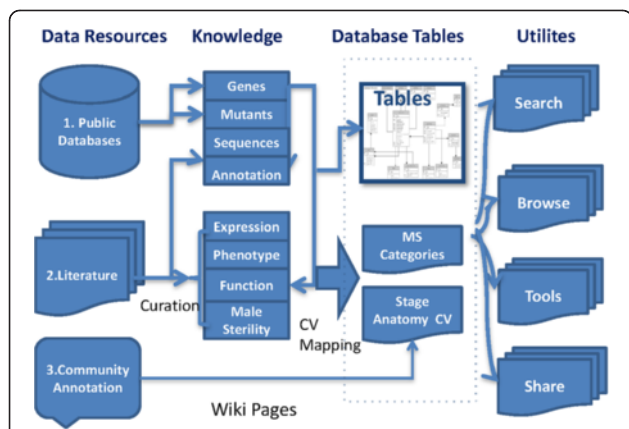 Data Resources Knowledge Database Tables Utilites
1. Public
Databases
Genes
Mutants
Sequences
Annotation
Tables
Search
Browse
2.Literature
Curation
Expression
Phenotype
Function
Male
Sterility
CV
Mapping
MS
Categories
Stage
Anatomy CV
Tools
Share
3.Community
Annotation
Wiki Pages